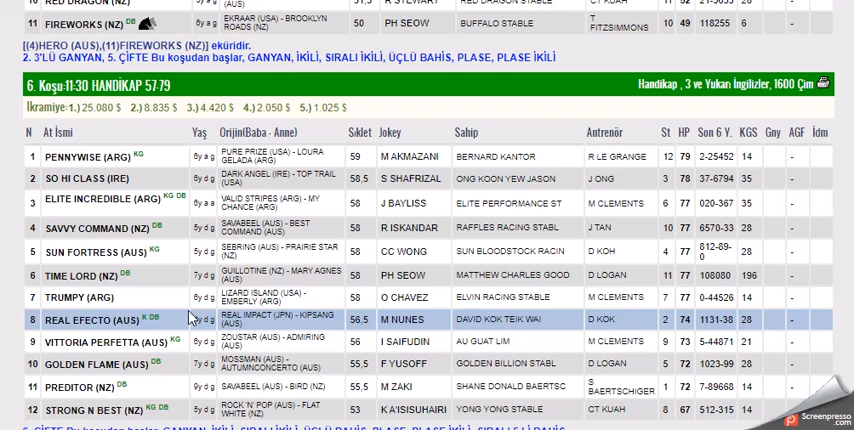 10 RED DRAGON (NZ) (AUS) 51,5 R STEWART CT KUAH 11 52 28
11 FIREWORKS (NZ) DB EKRAAR (USA) - BROOKLYN ROADS (NZ) 50 PH SEOW BUFFALO STABLE T FITZSIMMONS 10 49 118255 6
[(4)HERO (AUS),(11)FIREWORKS (NZ)] eküridir.
2. 3'LÜ GANYAN, 5. ÇİFTE Bu koşudan başlar, GANYAN, İKİLİ, SIRALI İKİLİ, ÜÇLÜ BAHİS, PLASE, PLASE İKİLİ
6. Koşu:11:30 HANDİKAP 57-79 Handikap , 3 ve Yukarı İngilizler, 1600 Çim
İkramiye:1.) 25.080 $ 2.) 8.835 $ 3.) 4.420 $ 4.) 2.050 $ 5.) 1.025 $
N At İsmi Yaş Orijin(Baba - Anne) Sıklet Jokey Sahip Antrenör St HP Son 6 Y. KGS Gny AGF İdm
1 PENNYWISE (ARG) KG 6y a g PURE PRIZE (USA) - LOURA GELADA (ARG) 59 M AKMAZANI BERNARD KANTOR R LE GRANGE 12 79 2-25452 14 -
2 SO HI CLASS (IRE) 6y d g DARK ANGEL (IRE) - TOP TRAIL (USA) 58,5 S SHAFRIZAL ONG KOON YEW JASON J ONG 3 78 37-6794 35 -
3 ELITE INCREDIBLE (ARG) KG DB 6y a a VALID STRIPES (ARG) - MY CHANCE (ARG) 58 J BAYLISS ELITE PERFORMANCE ST M CLEMENTS 6 77 020-367 35 -
4 SAVVY COMMAND (NZ) DB 5y d g SAVABEEL (AUS) - BEST COMMAND (AUS) 58 R ISKANDAR RAFFLES RACING STABL J TAN 10 77 6570-33 28 -
5 SUN FORTRESS (AUS) KG 5y d g SEBRING (AUS) - PRAIRIE STAR (NZ) 58 CC WONG SUN BLOODSTOCK RACIN D KOH 4 77 812-89-0 28 -
6 TIME LORD (NZ) DB 7y d g GUILLOTINE (NZ) - MARY AGNES (AUS) 58 PH SEOW MATTHEW CHARLES GOOD D LOGAN 11 77 108080 196 -
7 TRUMPY (ARG) 6y d g LIZARD ISLAND (USA) - EMBERLY (ARG) 58 O CHAVEZ ELVIN RACING STABLE M CLEMENTS 7 77 0-44526 14 -
8 REAL EFECTO (AUS) K DB y d g REAL IMPACT (JPN) - KIPSANG (AUS) 56,5 M NUNES DAVID KOK TEIK WAI D KOK 2 74 1131-38 28 -
9 VITTORIA PERFETTA (AUS) KG 6y d g ZOUSTAR (AUS) - ADMIRING (AUS) 56 I SAIFUDIN AU GUAT LIM M CLEMENTS 9 73 5-44871 21 -
10 GOLDEN FLAME (AUS) DB 7y d g MOSSMAN (AUS) - AUTUMNCONCERTO (AUS) 55,5 F YUSOFF GOLDEN BILLION STABL D LOGAN 5 72 1023-99 28 -
11 PREDITOR (NZ) DB 9y d g SAVABEEL (AUS) - BIRD (NZ) 55,5 M ZAKI SHANE DONALD BAERTSC S BAERTSCHIGER 1 72 7-89668 14 -
12 STRONG N BEST (NZ) KG DB 6y d g ROCK 'N' POP (AUS) - FLAT WHITE (NZ) 53 K A'ISISUHAIRI YONG YONG STABLE CT KUAH 8 67 512-315 14 -
Screenpresso